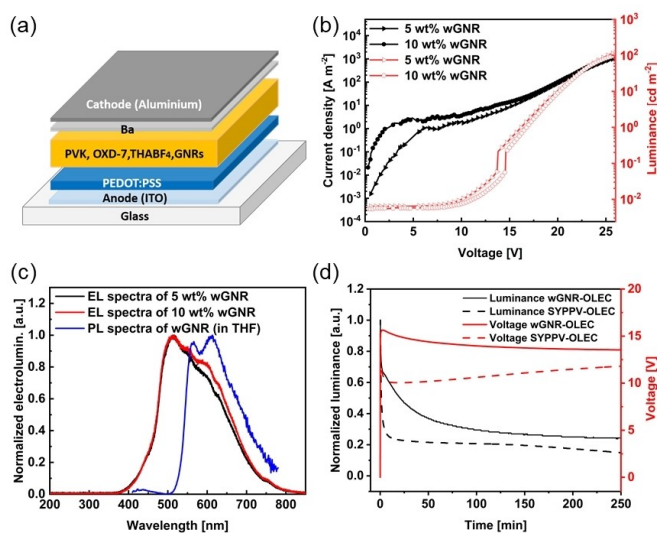 (a)
Cathode (Aluminium)
Ba
PVK, OXD-7,THABF₄,GNRs
PEDOT:PSS
Anode (ITO)
Glass
(b)
5 wt% wGNR
10 wt% wGNR
5 wt% wGNR
10 wt% wGNR
Current density [A m⁻²]
10⁴
10³
10²
10¹
10⁰
10⁻¹
10⁻²
10⁻³
10⁻⁴
0 5 10 15 20 25
Voltage [V]
10³
10²
10¹
10⁰
10⁻¹
10⁻²
Luminance [cd m⁻²]
(c)
EL spectra of 5 wt% wGNR
EL spectra of 10 wt% wGNR
PL spectra of wGNR (in THF)
Normalized electrolumin. [a.u.]
1.2
1.0
0.8
0.6
0.4
0.2
0.0
200 300 400 500 600 700 800
Wavelength [nm]
(d)
Luminance wGNR-OLEC
Luminance SYPPV-OLEC
Voltage wGNR-OLEC
Voltage SYPPV-OLEC
Normalized luminance [a.u.]
1.2
1.0
0.8
0.6
0.4
0.2
0.0
0 50 100 150 200 250
Time [min]
20
15
10
5
0
Voltage [V]